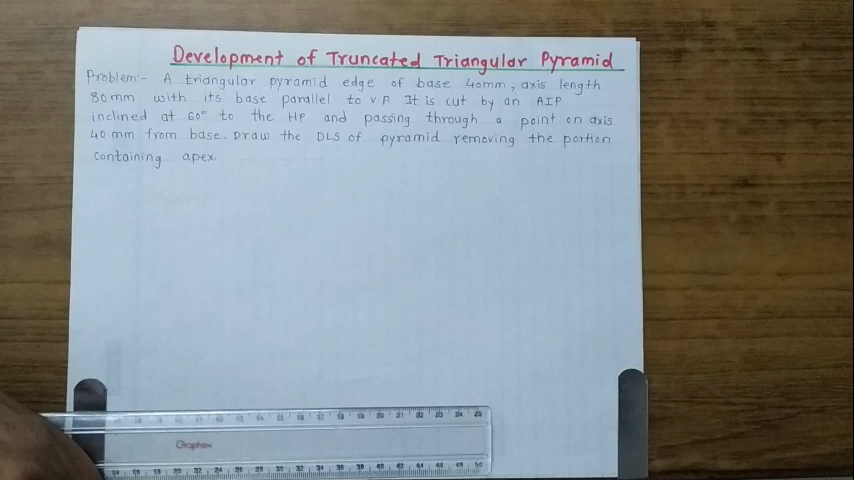 Development of Truncated Triangular Pyramid
Problem:- A triangular pyramid edge of base 40mm, axis length
80mm with its base parallel to V.P. It is cut by an AIP
inclined at 60° to the HP and passing through a point on axis
40mm from base. Draw the DLS of pyramid removing the portion
containing apex.
Graphex